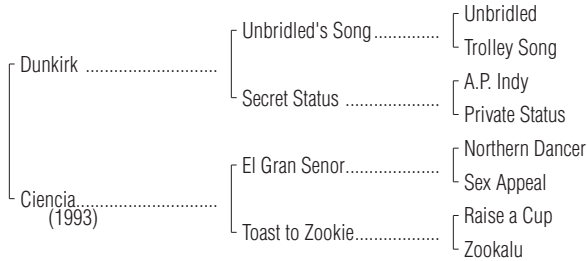 Unbridled
Unbridled's Song..............
Trolley Song
Dunkirk ............................
A.P. Indy
Secret Status ....................
Private Status
Northern Dancer
El Gran Senor....................
Sex Appeal
Ciencia..............................
(1993)
Raise a Cup
Toast to Zookie..................
Zookalu